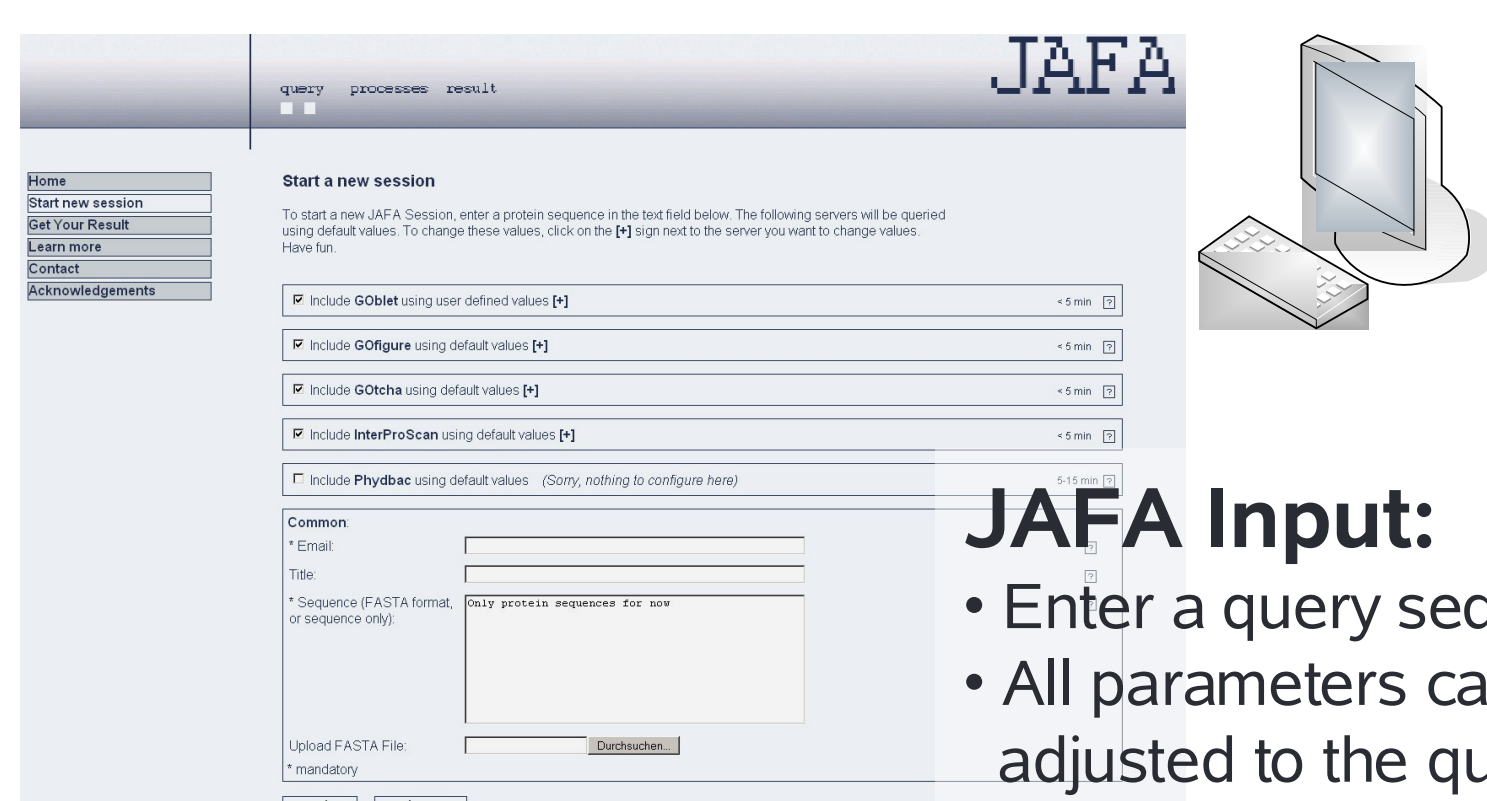 JAFA
query processes result
Home
Start new session
Get Your Result
Learn more
Contact
Acknowledgements
Start a new session
To start a new JAFA Session, enter a protein sequence in the text field below. The following servers will be queried
using default values. To change these values, click on the [+] sign next to the server you want to change values.
Have fun.
Include GOblet using user defined values [+] < 5 min ?
Include GOfigure using default values [+] < 5 min ?
Include GOtcha using default values [+] < 5 min ?
Include InterProScan using default values [+] < 5 min ?
Include Phydbac using default values (Sorry, nothing to configure here) 5-15 min ?
Common:
* Email: ?
Title: ?
* Sequence (FASTA format, ?
or sequence only):
Only protein sequences for now
Upload FASTA File: Durchsuchen...
* mandatory
JAFA Input:
• Enter a query
• All parameters
adjusted to the